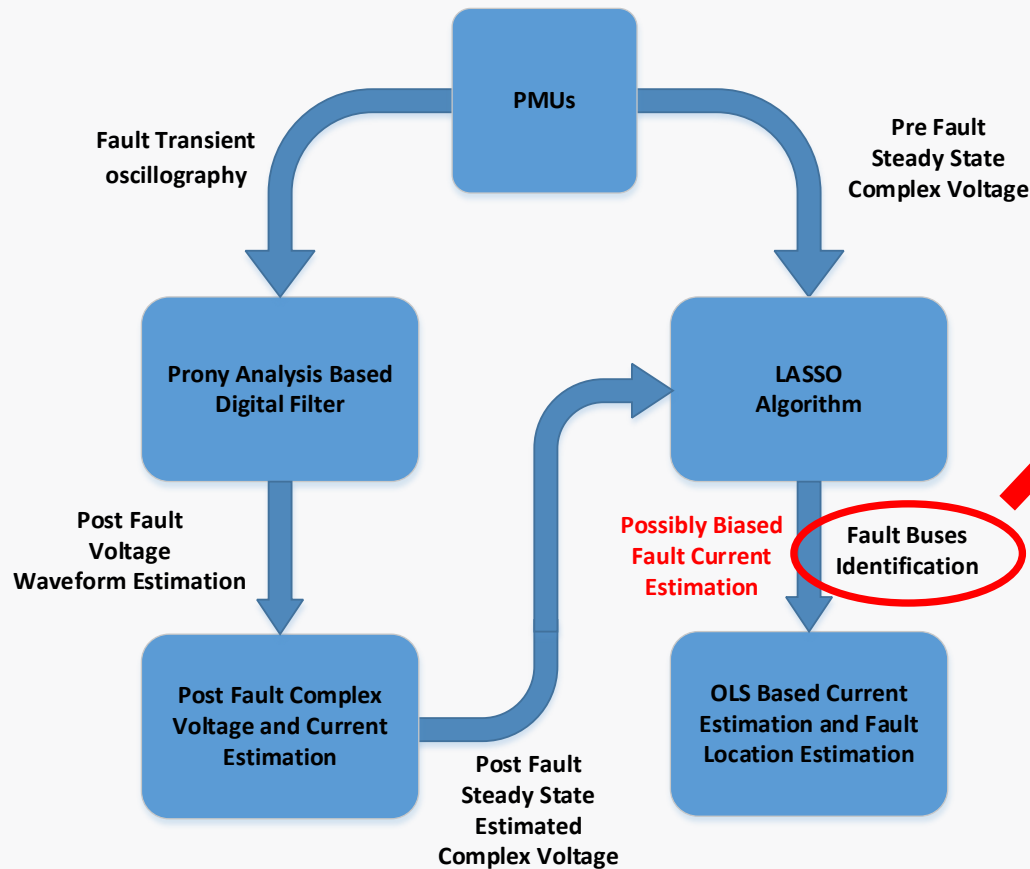 PMUs
Fault Transient
oscillography
Pre Fault
Steady State
Complex Voltage
Prony Analysis Based
Digital Filter
LASSO
Algorithm
Post Fault
Voltage
Waveform Estimation
Possibly Biased
Fault Current
Estimation
Fault Buses
Identification
Post Fault Complex
Voltage and Current
Estimation
OLS Based Current
Estimation and Fault
Location Estimation
Post Fault
Steady State
Estimated
Complex Voltage